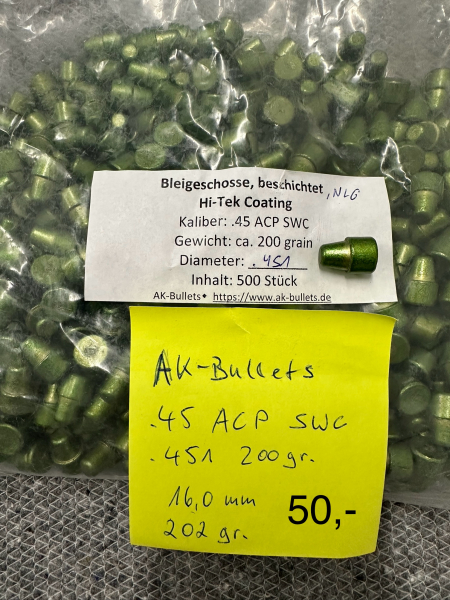 Bleigeschosse, beschichtet, NLG
Hi-Tek Coating
Kaliber: .45 ACP SWC
Gewicht: ca. 200 grain
Diameter: .451
Inhalt: 500 Stück
AK-Bullets • https://www.ak-bullets.de
AK-Bullets
.45 ACP SWC
.451 200gr.
16,0 mm
202 gr.
50,-